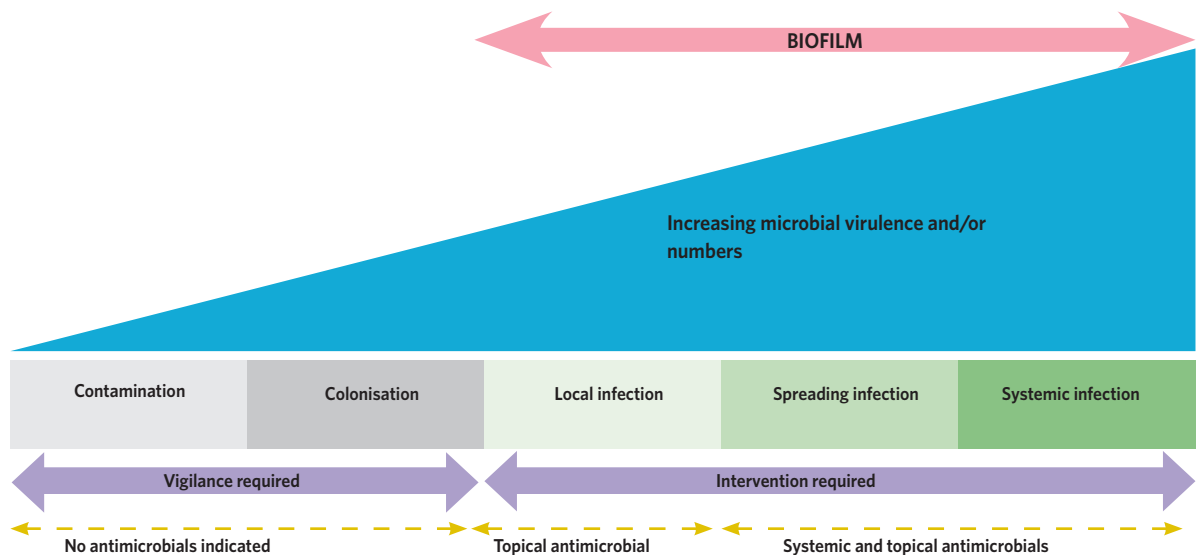 BIOFILM
Increasing microbial virulence and/or
numbers
Contamination
Colonisation
Local infection
Spreading infection
Systemic infection
Vigilance required
Intervention required
No antimicrobials indicated
Topical antimicrobial
Systemic and topical antimicrobials